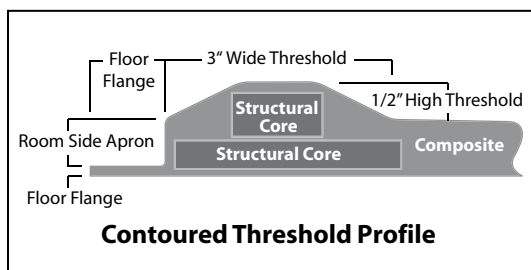 Floor
Flange
3“ Wide Threshold
1/2” High Threshold
Structural
Core
Room Side Apron
Structural Core
Composite
Floor Flange
Contoured Threshold Profile